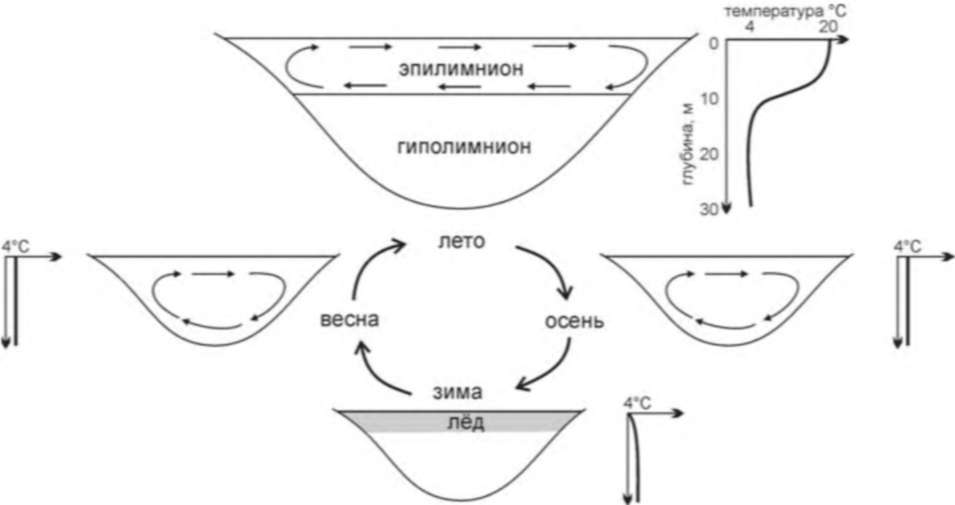 температура °С
4 20
0
эпилимнион
10
глубина, м
гиполимнион
20
30
лето
4°С
4°С
весна
осень
зима
4°С
лёд